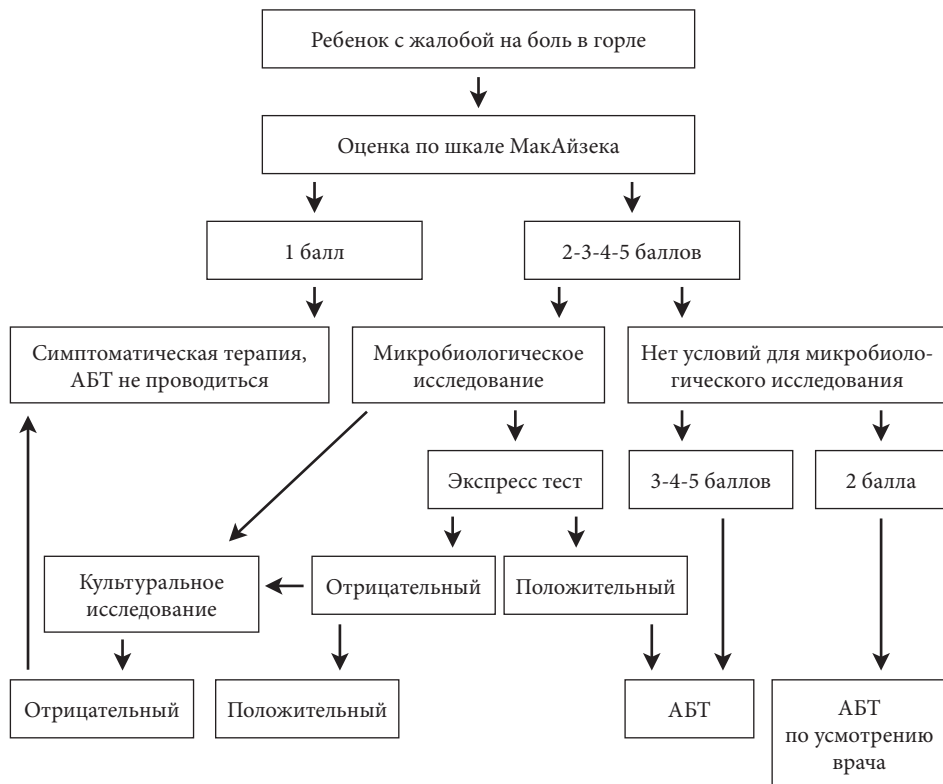 Ребенок с жалобой на боль в горле
Оценка по шкале МакАйзека
1 балл
2-3-4-5 баллов
Симптоматическая терапия,
АБТ не проводиться
Микробиологическое
исследование
Нет условий для микробиоло-
гического исследования
Экспресс тест
3-4-5 баллов
2 балла
Культуральное
исследование
Отрицательный
Положительный
Отрицательный
Положительный
АБТ
АБТ
по усмотрению
врача